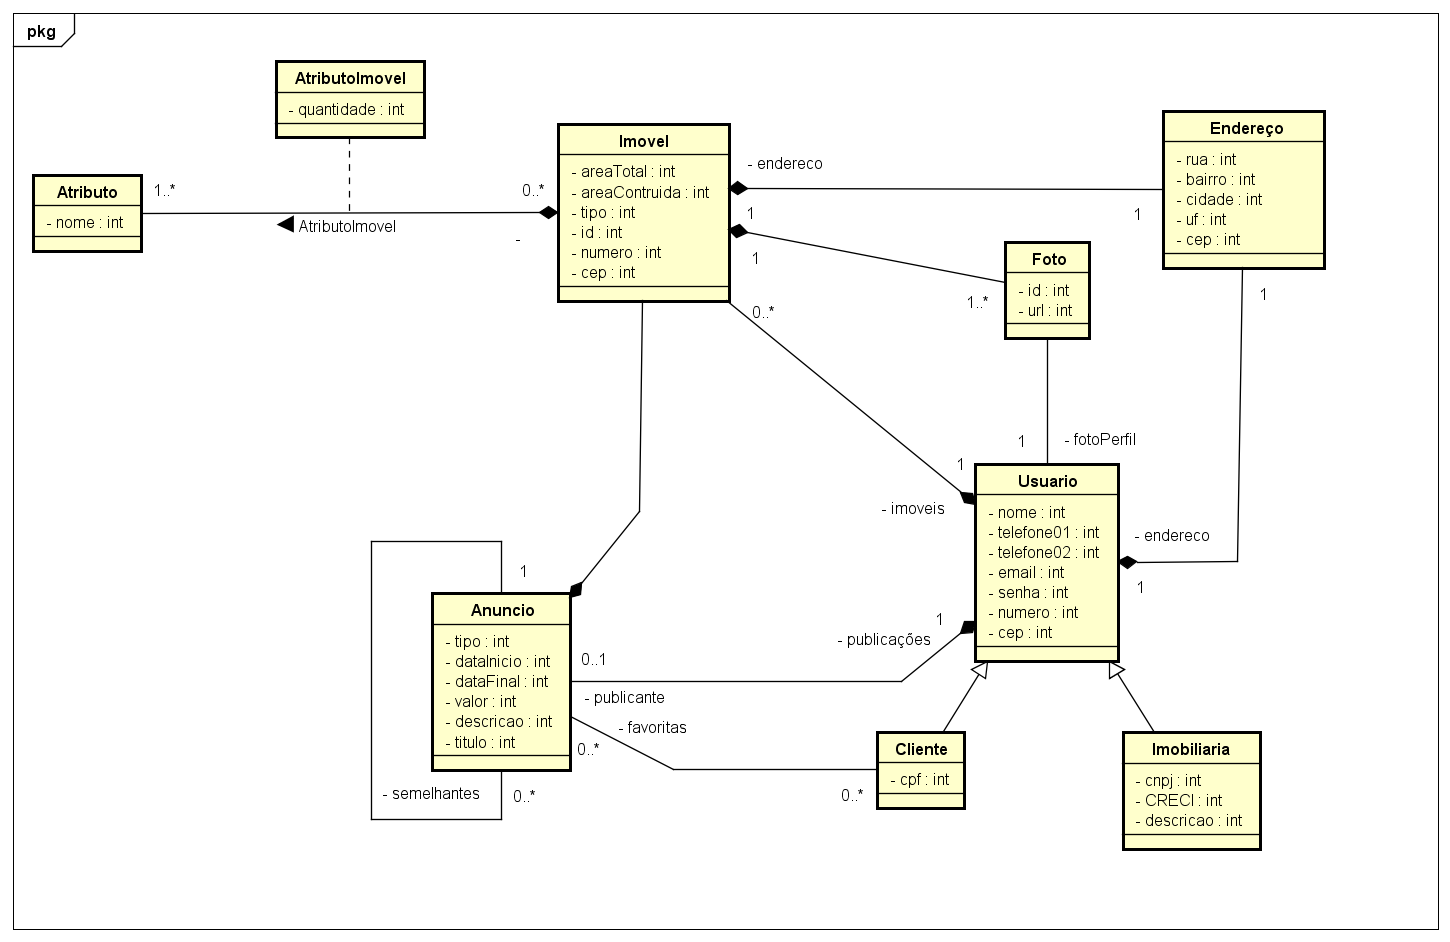 pkg
AtributoImovel
- quantidade : int
Atributo
- nome : int
1..*
0..*
AtributoImovel
-
Imovel
- areaTotal : int
- areaContruida : int
- tipo : int
- id : int
- numero : int
- cep : int
- endereco
1
1
Endereço
- rua : int
- bairro : int
- cidade : int
- uf : int
- cep : int
1
1..*
Foto
- id : int
- url : int
0..*
1
- imoveis
1
- fotoPerfil
1
Usuario
- nome : int
- telefone01 : int
- telefone02 : int
- email : int
- senha : int
- numero : int
- cep : int
- endereco
1
1
Anuncio
- tipo : int
- dataInicio : int
- dataFinal : int
- valor : int
- descricao : int
- titulo : int
1
- publicações
0..1
- publicante
- favoritas
0..*
0..*
- semelhantes
0..*
Cliente
- cpf : int
Imobiliaria
- cnpj : int
- CRECI : int
- descricao : int